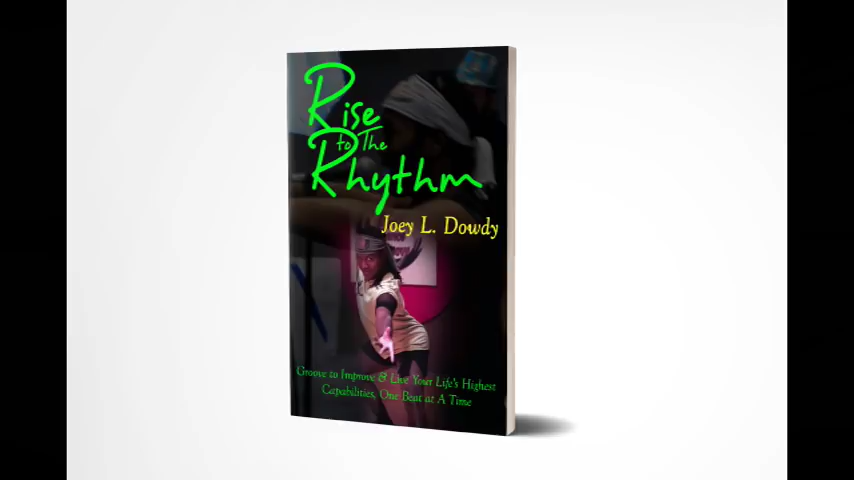 Rise
to The
Rhythm
Joey L. Dowdy
Groove to Improve & Live Your Life's Highest
Capabilities, One Beat at A Time